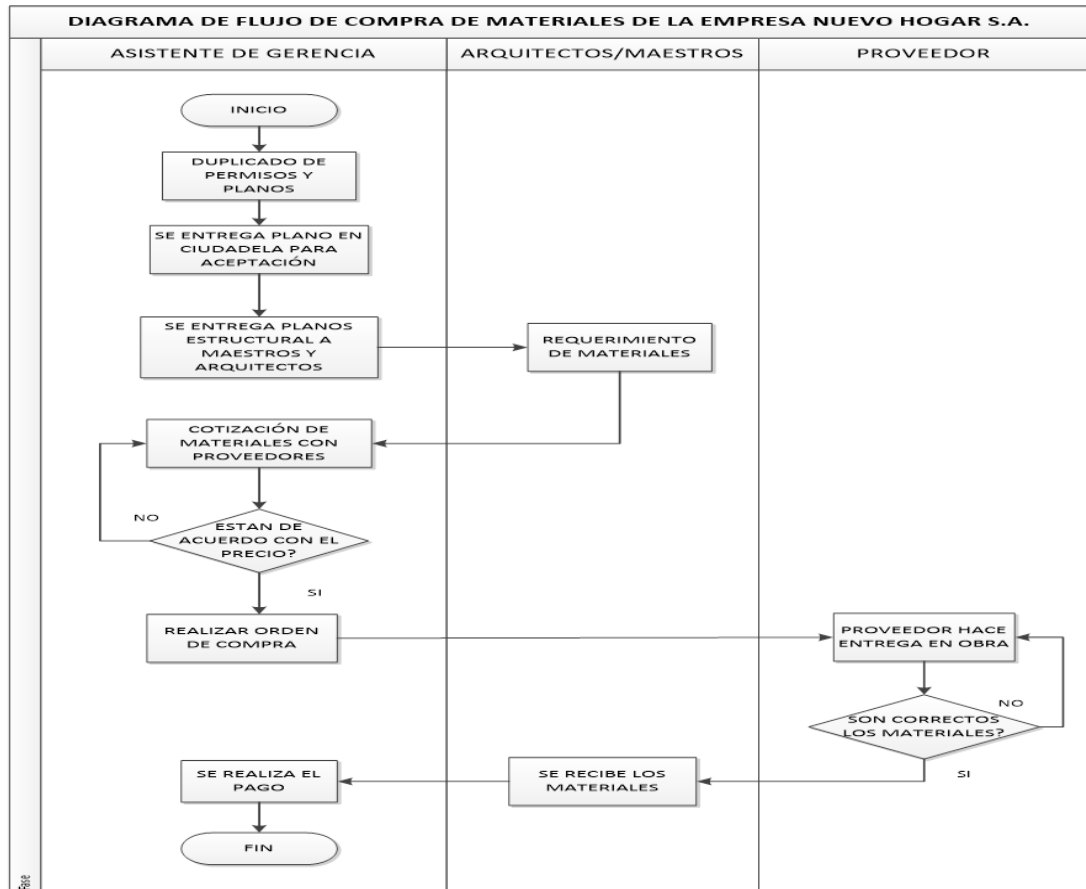 DIAGRAMA DE FLUJO DE COMPRA DE MATERIALES DE LA EMPRESA NUEVO HOGAR S.A.
ASISTENTE DE GERENCIA
ARQUITECTOS/MAESTROS
PROVEEDOR
INICIO
DUPLICADO DE
PERMISOS Y
PLANOS
SE ENTREGA PLANO EN
CIUDADELA PARA
ACEPTACIÓN
SE ENTREGA PLANOS
ESTRUCTURAL A
MAESTROS Y
ARQUITECTOS
REQUERIMIENTO
DE MATERIALES
COTIZACIÓN DE
MATERIALES CON
PROVEEDORES
NO
ESTAN DE
ACUERDO CON EL
PRECIO?
SI
REALIZAR ORDEN
DE COMPRA
PROVEEDOR HACE
ENTREGA EN OBRA
NO
SON CORRECTOS
LOS MATERIALES?
SI
SE RECIBE LOS
MATERIALES
SE REALIZA EL
PAGO
FIN
Fase